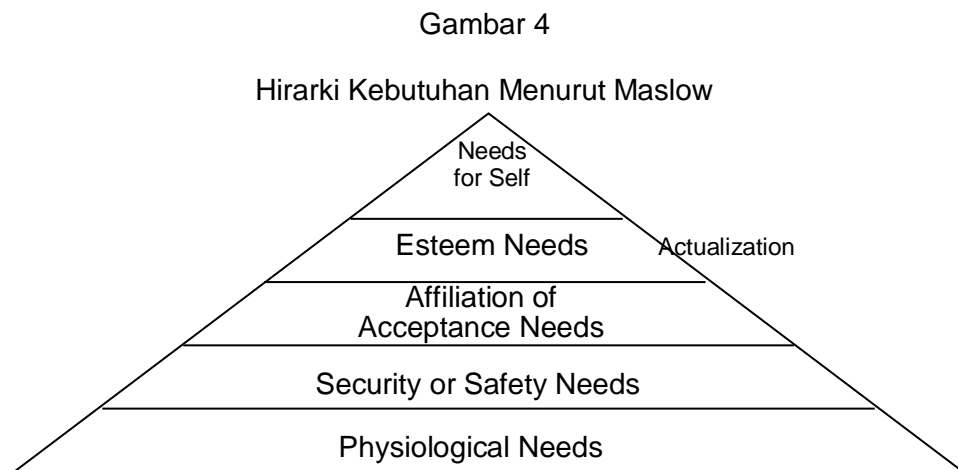 Gambar 4
Hirarki Kebutuhan Menurut Maslow
Needs
for Self
Esteem Needs
Actualization
Affiliation of
Acceptance Needs
Security or Safety Needs
Physiological Needs